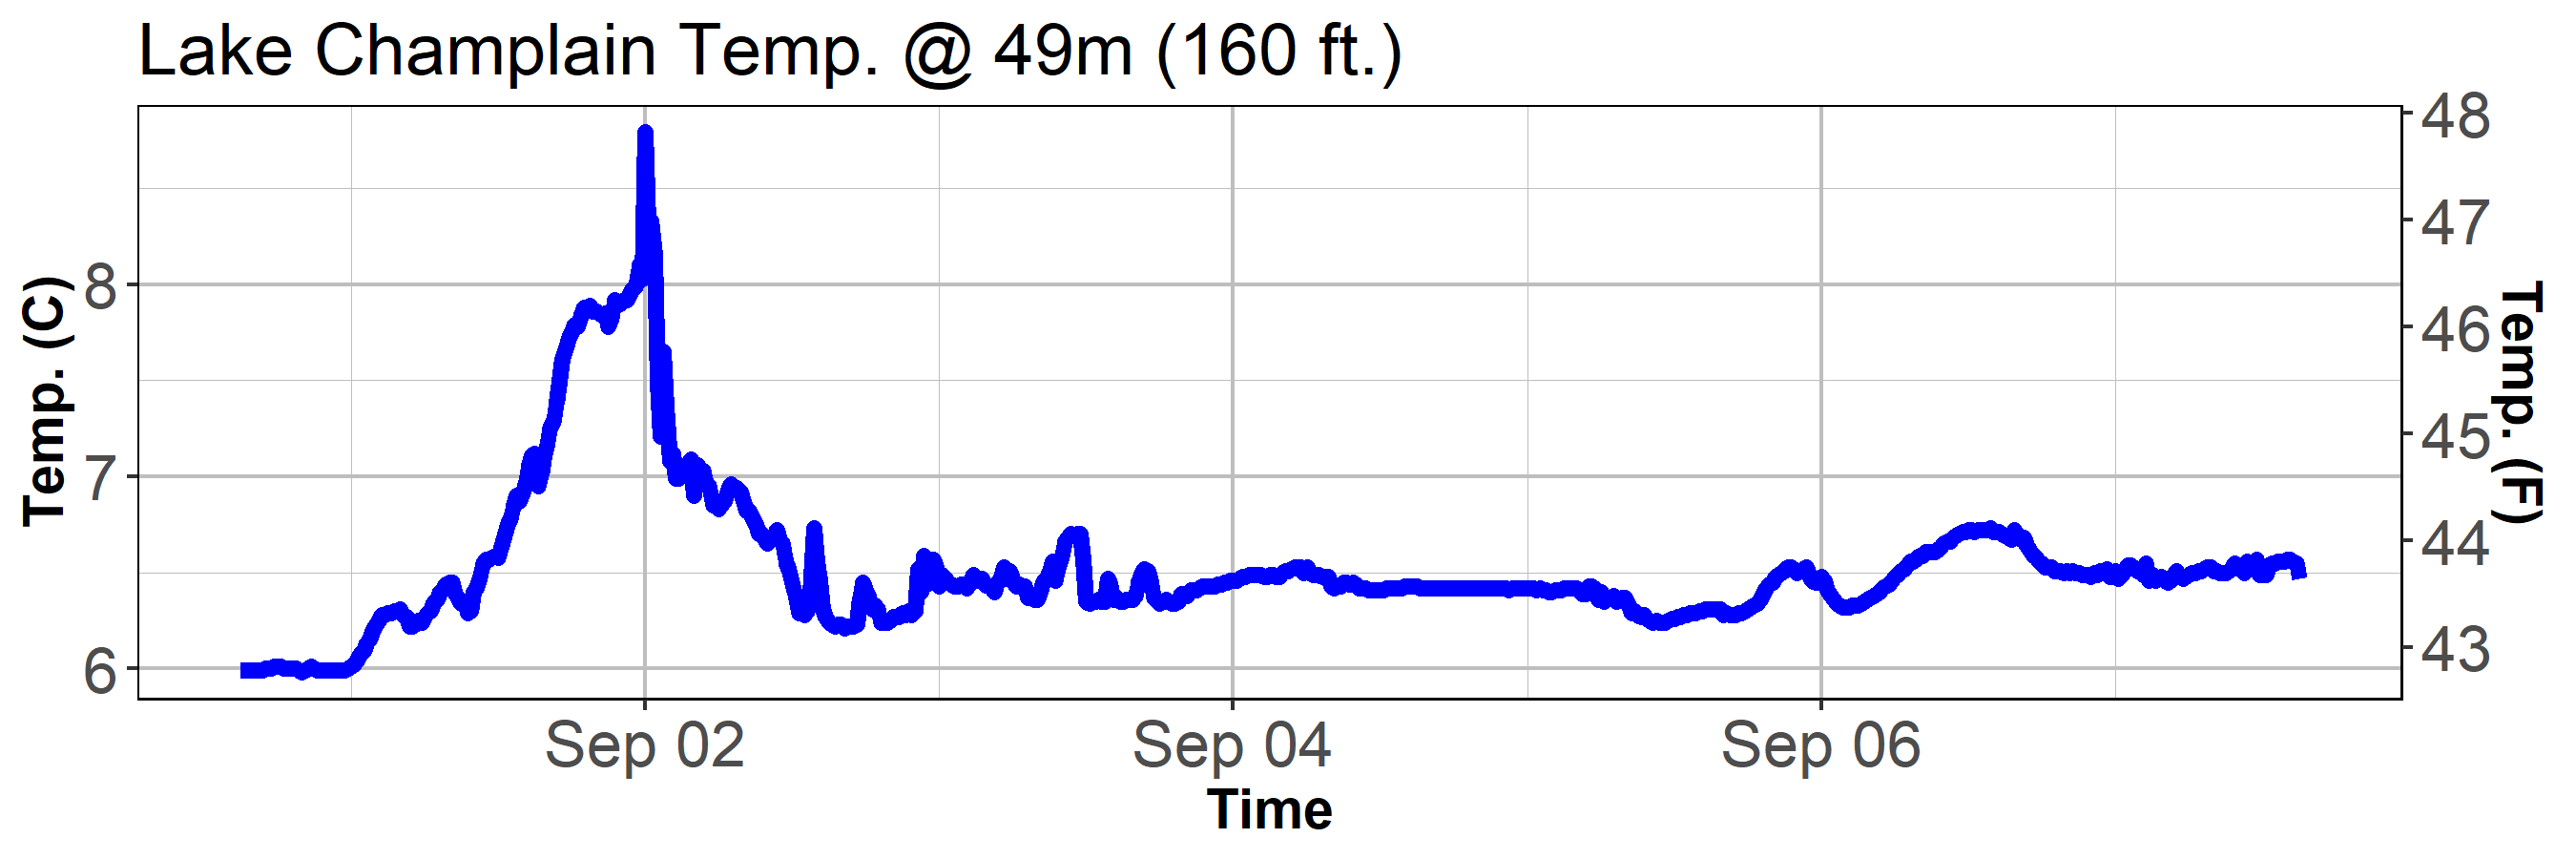 Lake Champlain Temp. @ 49m (160 ft.)
48
47
46
45
44
43
8
7
6
Temp. (C)
Temp. (F)
Sep 02
Sep 04
Sep 06
Time